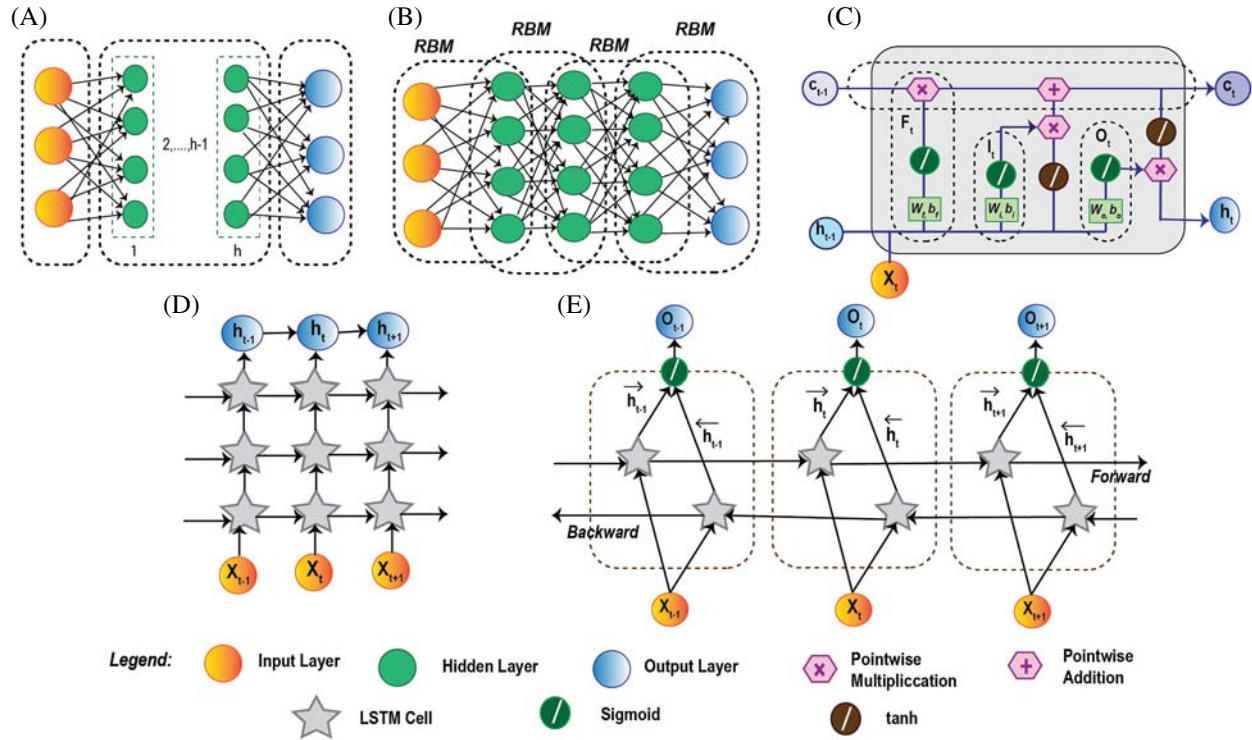 (A)
2,....,h-1
1
h
(B)
RBM
RBM
RBM
RBM
(C)
c t-1
c t
F t
I t
O t
W f, b f
W i, b i
W o, b o
h t-1
h t
X t
(D)
h t-1
h t
h t+1
X t-1
X t
X t+1
(E)
O t-1
O t
O t+1
h t-1
h t
h t+1
h t-1
h t
h t+1
Forward
Backward
X t-1
X t
X t+1
Legend:
Input Layer
Hidden Layer
Output Layer
Pointwise
Multipliccation
Pointwise
Addition
LSTM Cell
Sigmoid
tanh